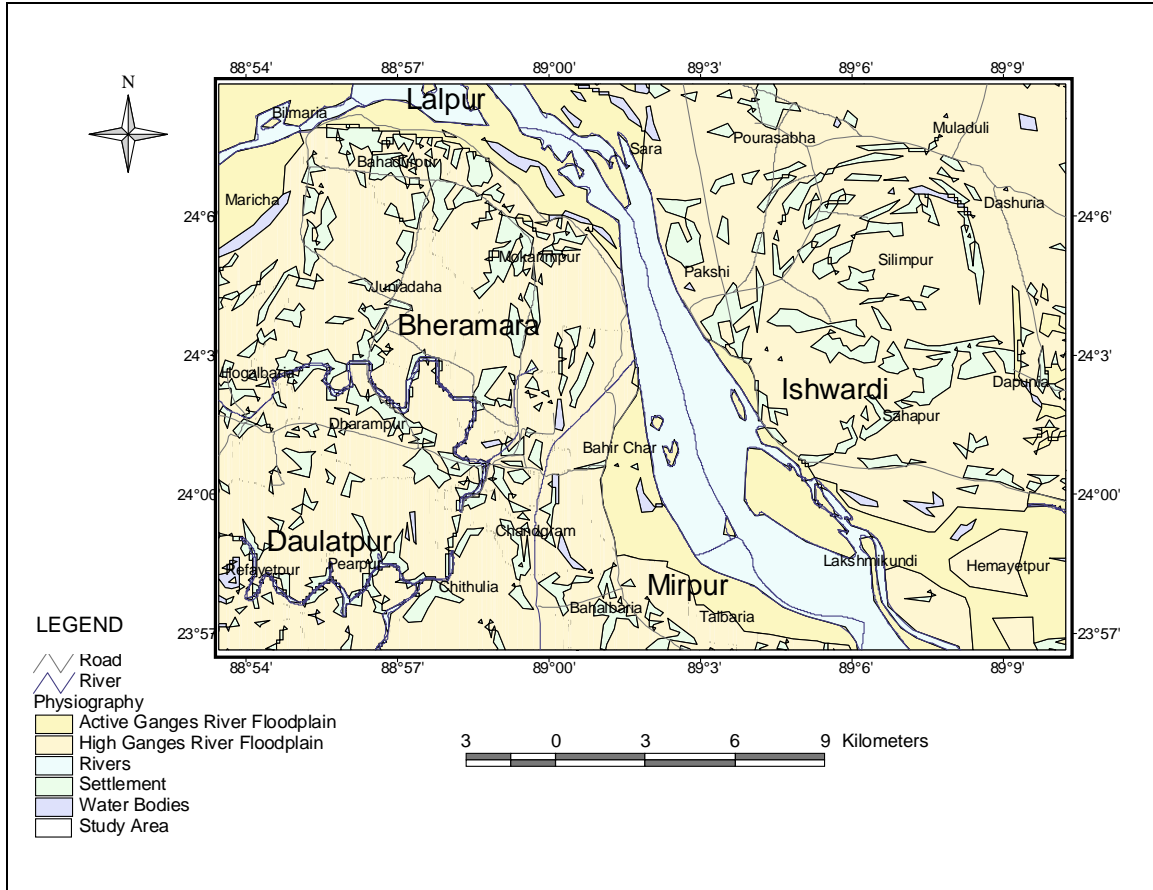 88°54' 88°57' 89°00' 89°3' 89°6' 89°9'
N
Lalpur
Bilmaria
Muladuli
Pourasabha
Sara
Bahadurpur
Maricha
Dashuria
24°6' 24°6'
Mokarimpur
Silimpur
Pakshi
Juniadaha
Bheramara
24°3' 24°3'
Hogalbaria
Dapunia
Ishwardi
Sahapur
Dharampur
Bahir Char
24°06 24°00'
Chandgram
Daulatpur
Pearpur
Refayetpur
Lakshmikundi
Hemayetpur
Chithulia
Mirpur
Bahalbaria
Talbaria
23°57' 23°57'
88°54' 88°57' 89°00' 89°3' 89°6' 89°9'
LEGEND
Road
River
Physiography
Active Ganges River Floodplain
High Ganges River Floodplain
Rivers
Settlement
Water Bodies
Study Area
3 0 3 6 9 Kilometers